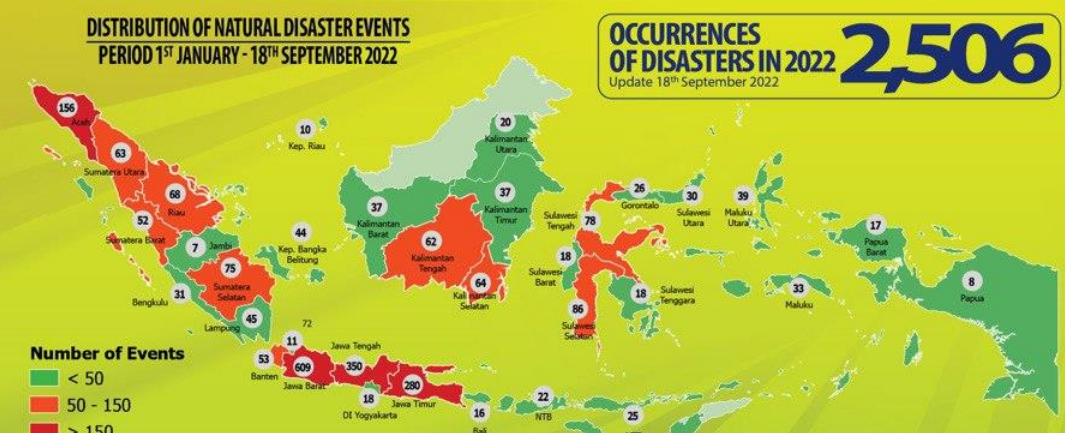 DISTRIBUTION OF NATURAL DISASTER EVENTS
PERIOD 1ST JANUARY - 18TH SEPTEMBER 2022
OCCURRENCES
OF DISASTERS IN 2022
2,506
Update 18th September 2022
156
Aceh
63
Sumatera Utara
68
Riau
52
Sumatera Barat
7
Jambi
75
Sumatera
Selatan
31
Bengkulu
45
Lampung
10
Kep. Riau
44
Kep. Bangka
Belitung
20
Kalimantan
Utara
37
Kalimantan
Barat
37
Kalimantan
Timur
62
Kalimantan
Tengah
64
Kalimantan
Selatan
26
Gorontalo
30
Sulawesi
Utara
39
Maluku
Utara
Sulawesi
Tengah
78
18
Sulawesi
Barat
18
Sulawesi
Tenggara
86
Sulawesi
Selatan
17
Papua
Barat
33
Maluku
8
Papua
72
11
53
Banten
609
Jawa Barat
Jawa Tengah
350
280
Jawa Timur
18
DI Yogyakarta
16
Bali
22
NTB
25
Number of Events
< 50
50 - 150
> 150